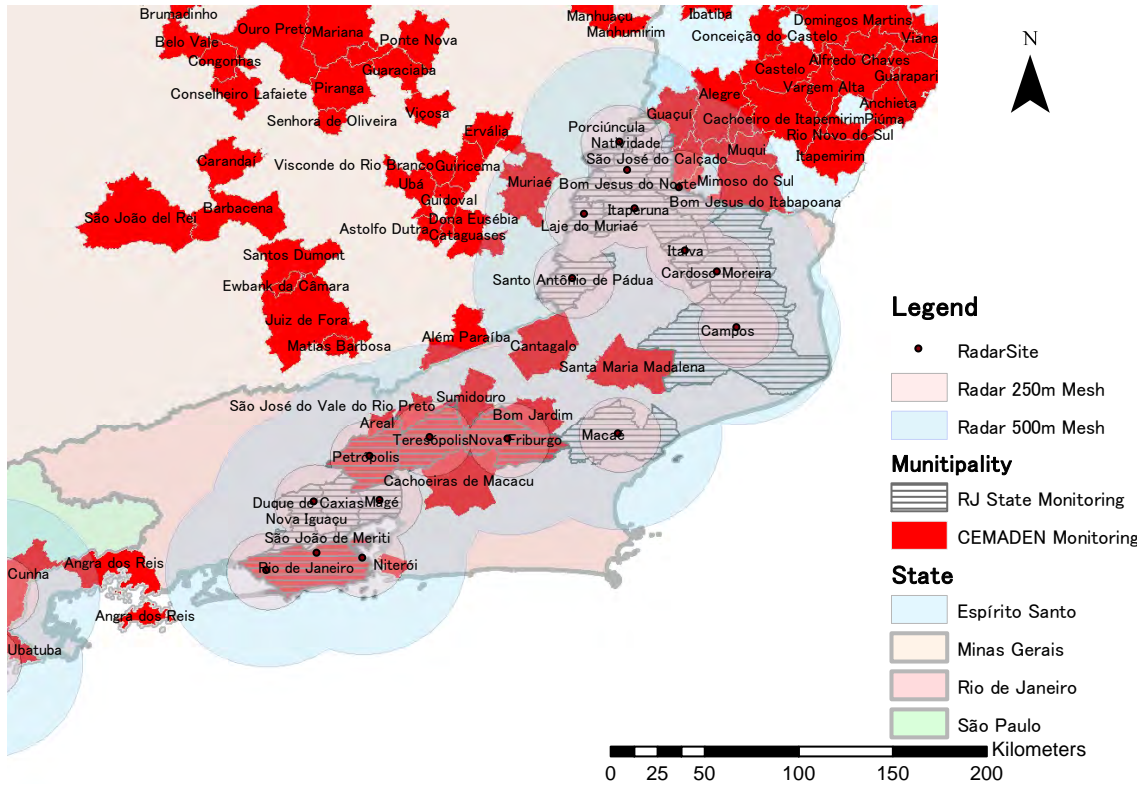 Brumadinho
Ouro Preto
Mariana
Belo Vale
Ponte Nova
Congonhas
Guaraciaba
Conselheiro Lafaiete
Piranga
Viçosa
Senhora de Oliveira
Carandaí
Visconde do Rio Branco
Ervália
Guiricema
Ubá
Guidoval
Muriaé
São João del Rei
Barbacena
Astolfo Dutra
Dona Eusébia
Cataguases
Santos Dumont
Ewbank da Câmara
Juiz de Fora
Matias Barbosa
Além Paraíba
Manhuaçu
Manhumirim
Ibatiba
Conceição do Castelo
Domingos Martins
Viana
Castelo
Alfredo Chaves
Guarapari
Vargem Alta
Alegre
Anchieta
Guaçuí
Cachoeiro de Itapemirim
Piúma
Rio Novo do Sul
Muqui
Itapemirim
Porciúncula
Natividade
São José do Calçado
Bom Jesus do Norte
Mimoso do Sul
Bom Jesus do Itabapoana
Itaperuna
Laje do Muriaé
Italva
Santo Antônio de Pádua
Cardoso Moreira
Campos
Cantagalo
Santa Maria Madalena
São José do Vale do Rio Preto
Sumidouro
Areal
Bom Jardim
Teresópolis
Nova Friburgo
Macaé
Petrópolis
Cachoeiras de Macacu
Duque de Caxias
Magé
Nova Iguaçu
São João de Meriti
Rio de Janeiro
Niterói
Cunha
Angra dos Reis
Angra dos Reis
Ubatuba
N
Legend
RadarSite
Radar 250m Mesh
Radar 500m Mesh
Munitipality
RJ State Monitoring
CEMADEN Monitoring
State
Espírito Santo
Minas Gerais
Rio de Janeiro
São Paulo
Kilometers
0 25 50 100 150 200